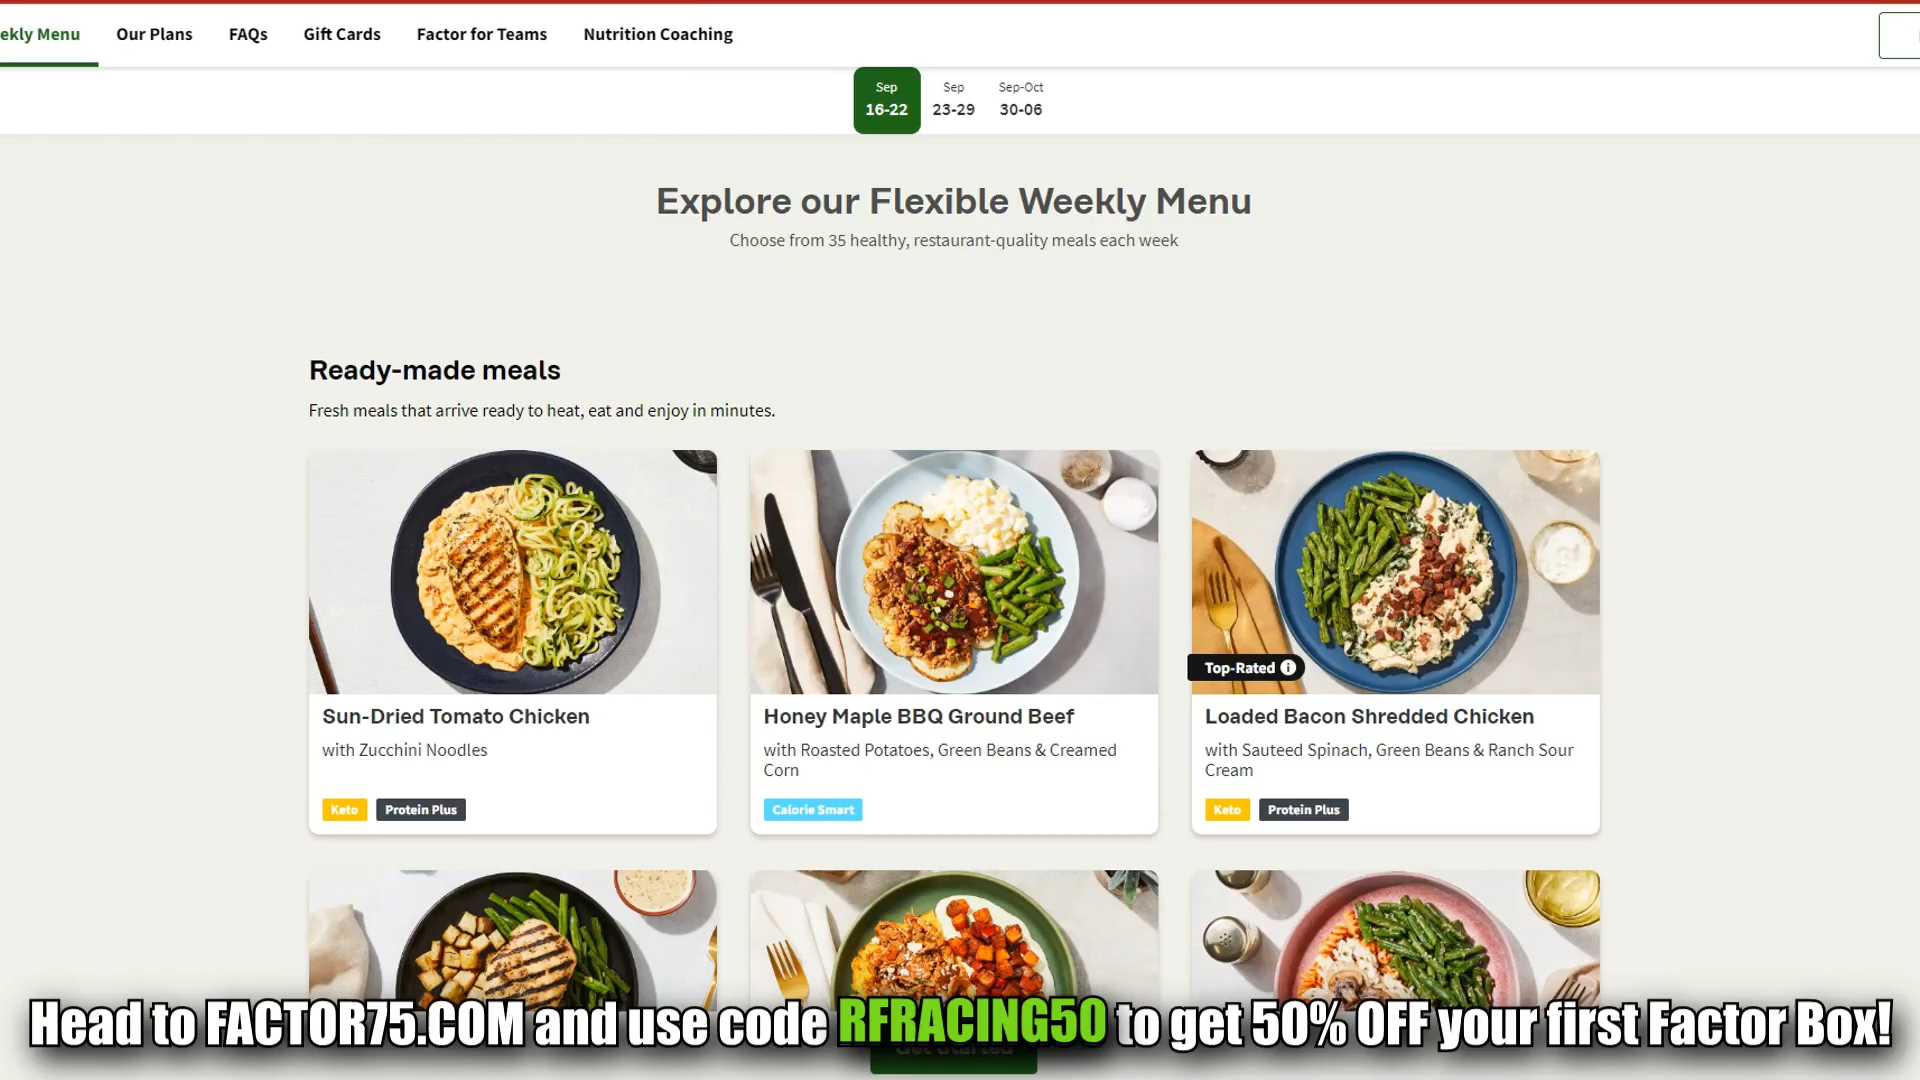 ekly Menu Our Plans FAQs Gift Cards Factor for Teams Nutrition Coaching
Sep Sep Sep-Oct
16-22 23-29 30-06
Explore our Flexible Weekly Menu
Choose from 35 healthy, restaurant-quality meals each week
Ready-made meals
Fresh meals that arrive ready to heat, eat and enjoy in minutes.
Top-Rated
Sun-Dried Tomato Chicken
with Zucchini Noodles
Keto Protein Plus
Honey Maple BBQ Ground Beef
with Roasted Potatoes, Green Beans & Creamed
Corn
Calorie Smart
Loaded Bacon Shredded Chicken
with Sauteed Spinach, Green Beans & Ranch Sour
Cream
Keto Protein Plus
Head to FACTOR75.COM and use code RFRACING50 to get 50% OFF your first Factor Box!
Get Started